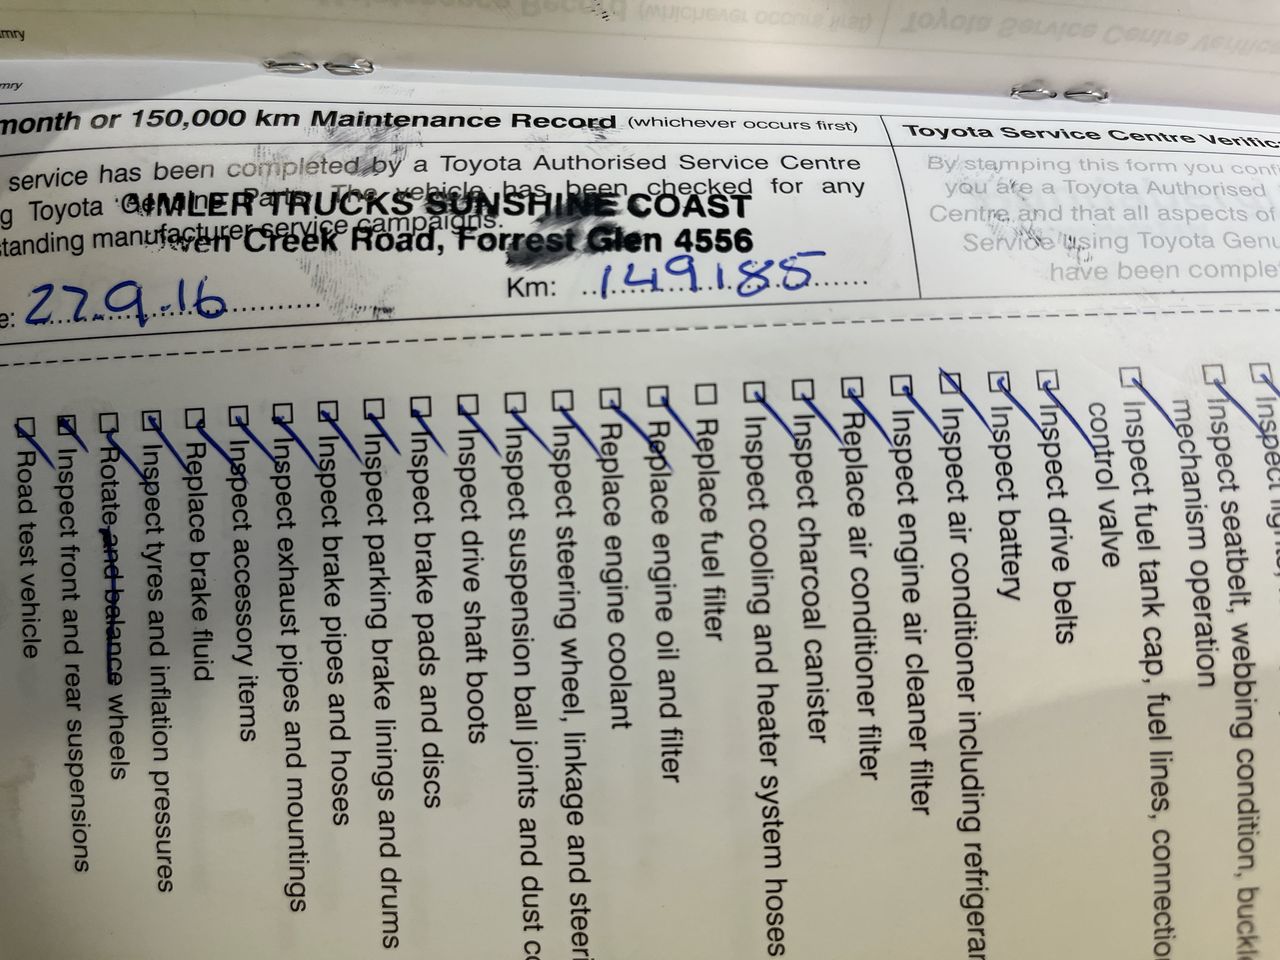 mry
mry
month or 150,000 km Maintenance Record (whichever occurs first)
service has been completed by a Toyota Authorised Service Centre
g Toyota Genuine Parts. The vehicle has been checked for any
tanding manufacturer service campaigns.
IMLER TRUCKS SUNSHINE COAST
ven Creek Road, Forrest Glen 4556
e: 22.9.16
Km: 149185
Toyota Service Centre Verific
By stamping this form you conf
you are a Toyota Authorised
Centre and that all aspects of
Service using Toyota Genu
have been comple
Inspect
Inspect seatbelt, webbing condition, buckl
mechanism operation
Inspect fuel tank cap, fuel lines, connectio
control valve
Inspect drive belts
Inspect battery
Inspect air conditioner including refrigeran
Inspect engine air cleaner filter
Replace air conditioner filter
Inspect charcoal canister
Inspect cooling and heater system hoses
Replace fuel filter
Replace engine oil and filter
Replace engine coolant
Inspect steering wheel, linkage and steeri
Inspect suspension ball joints and dust co
Inspect drive shaft boots
Inspect brake pads and discs
Inspect parking brake linings and drums
Inspect brake pipes and hoses
Inspect exhaust pipes and mountings
Inspect accessory items
Replace brake fluid
Inspect tyres and inflation pressures
Rotate and balance wheels
Inspect front and rear suspensions
Road test vehicle